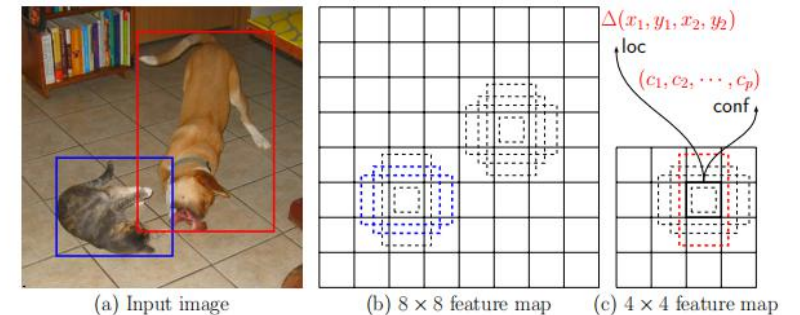 Δ(x₁, y₁, x₂, y₂)
loc
(c₁, c₂, ⋯, cₚ)
conf
(a) Input image
(b) 8 × 8 feature map
(c) 4 × 4 feature map